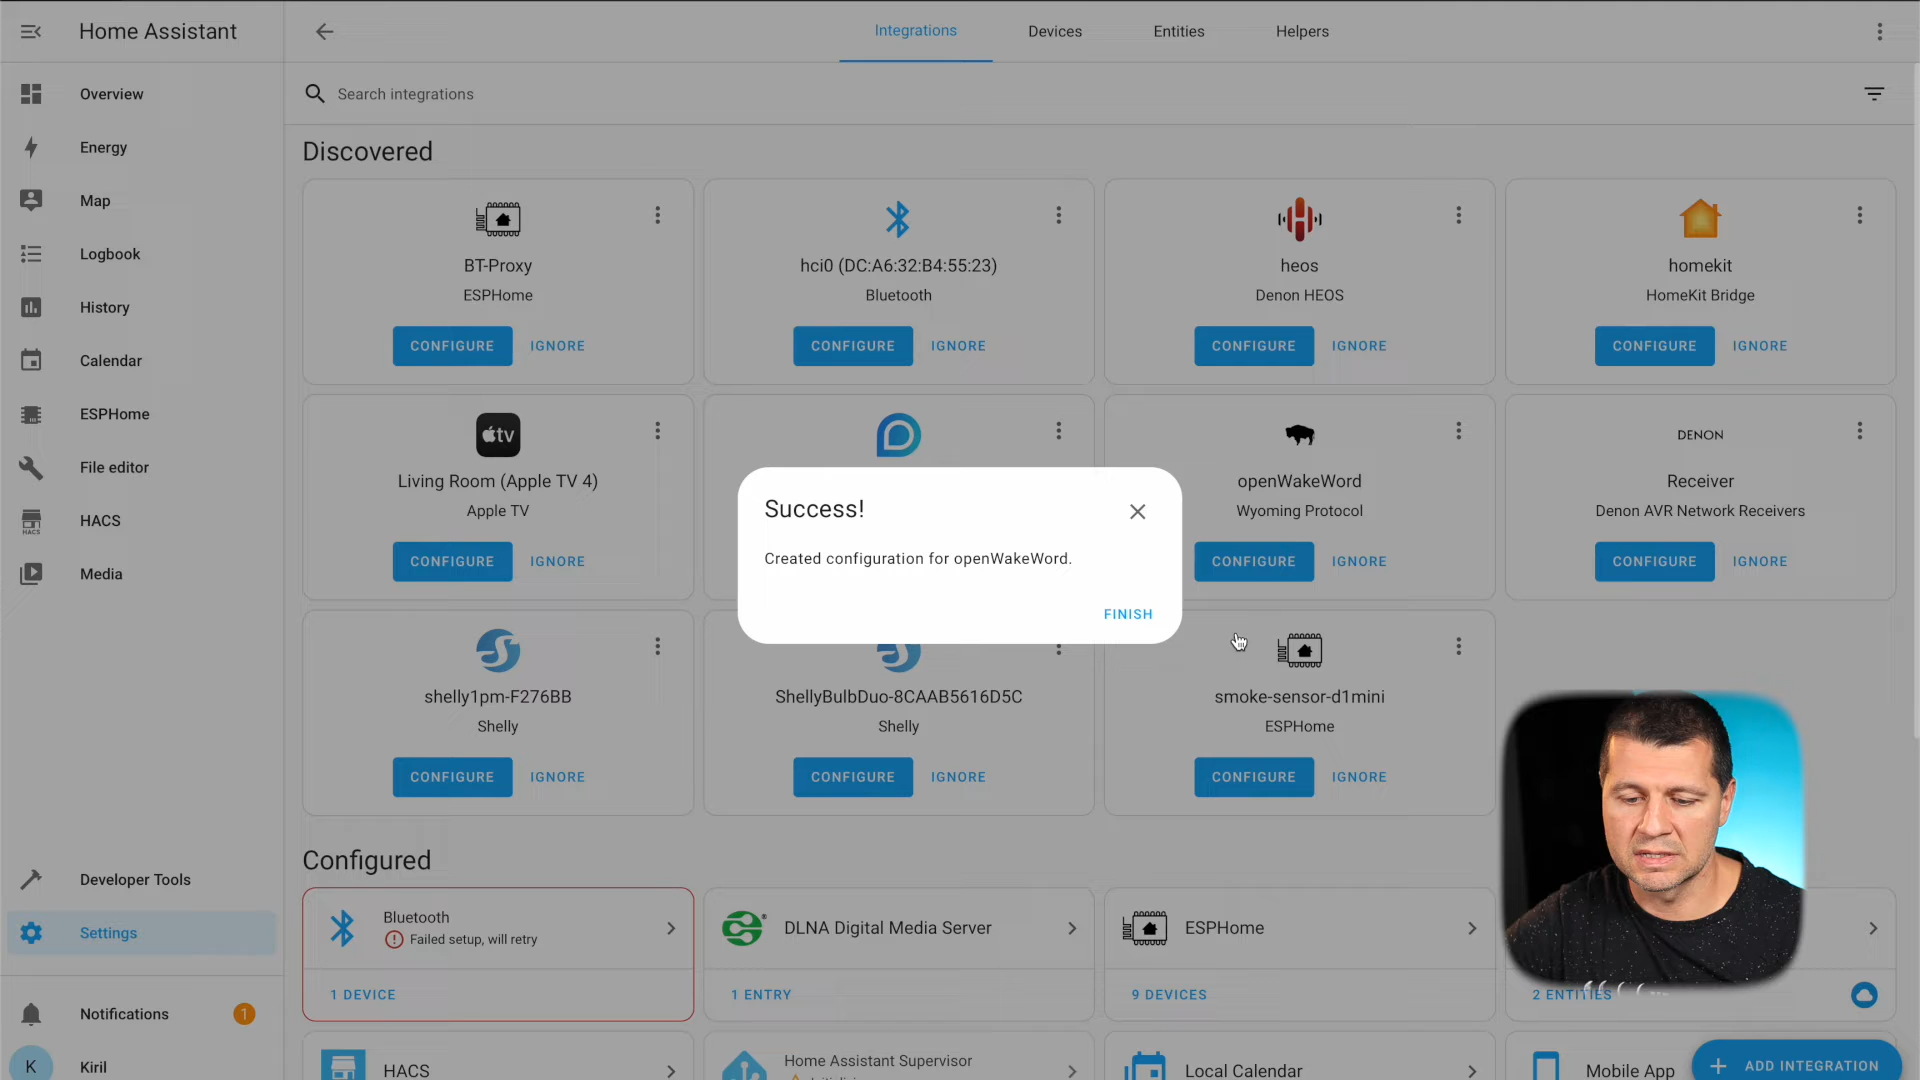 Home Assistant
Integrations
Devices
Entities
Helpers
Overview
Energy
Map
Logbook
History
Calendar
ESPHome
File editor
HACS
HACS
Media
Developer Tools
Settings
Notifications
1
K
Kiril
Search integrations
Discovered
BT-Proxy
ESPHome
CONFIGURE
IGNORE
hci0 (DC:A6:32:B4:55:23)
Bluetooth
CONFIGURE
IGNORE
heos
Denon HEOS
CONFIGURE
IGNORE
homekit
HomeKit Bridge
CONFIGURE
IGNORE
tv
Living Room (Apple TV 4)
Apple TV
CONFIGURE
IGNORE
openWakeWord
Wyoming Protocol
CONFIGURE
IGNORE
DENON
Receiver
Denon AVR Network Receivers
CONFIGURE
IGNORE
Success!
Created configuration for openWakeWord.
FINISH
shelly1pm-F276BB
Shelly
CONFIGURE
IGNORE
ShellyBulbDuo-8CAAB5616D5C
Shelly
CONFIGURE
IGNORE
smoke-sensor-d1mini
ESPHome
CONFIGURE
IGNORE
Configured
Bluetooth
Failed setup, will retry
1 DEVICE
DLNA Digital Media Server
1 ENTRY
ESPHome
9 DEVICES
2 ENTITIES
HACS
Home Assistant Supervisor
Local Calendar
Mobile App
ADD INTEGRATION